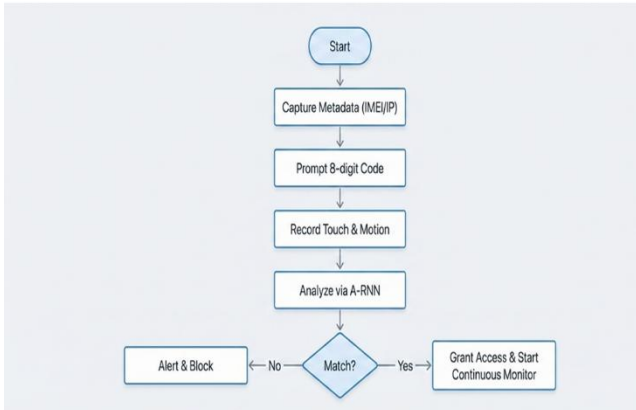 Start
Capture Metadata (IMEI/IP)
Prompt 8-digit Code
Record Touch & Motion
Analyze via A-RNN
Alert & Block
No
Match?
Yes
Grant Access & Start
Continuous Monitor